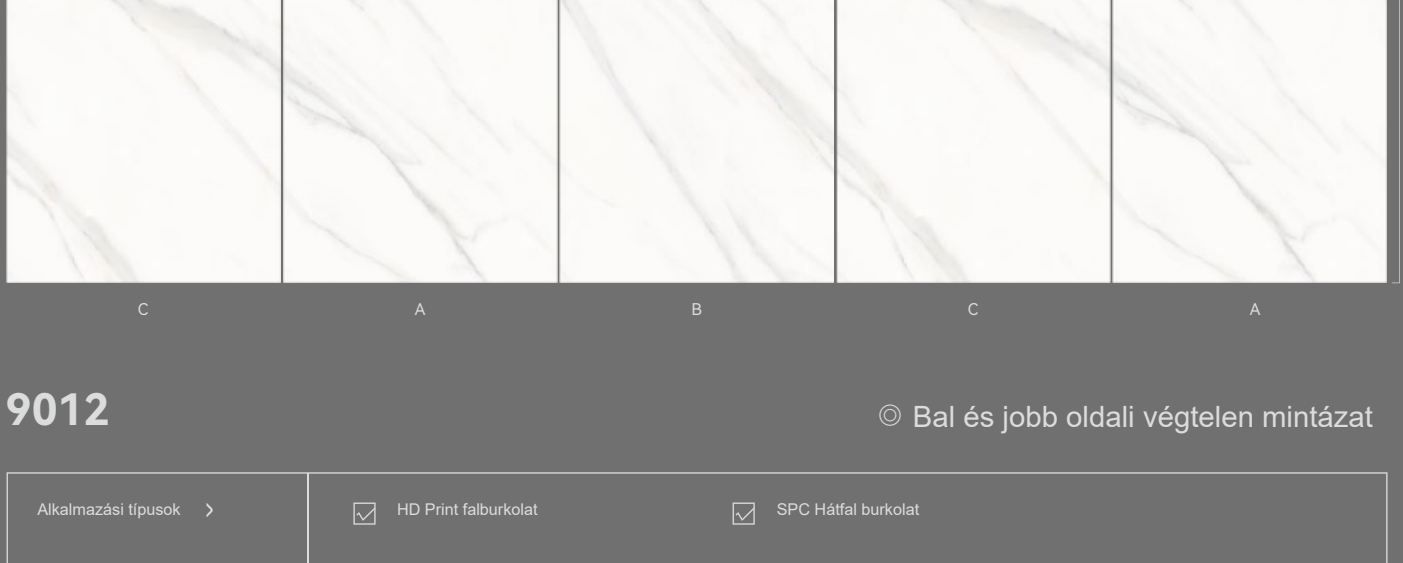 C A B C A
9012
◎ Bal és jobb oldali végtelen mintázat
Alkalmazási típusok > ☑ HD Print falburkolat ☑ SPC Hátfal burkolat